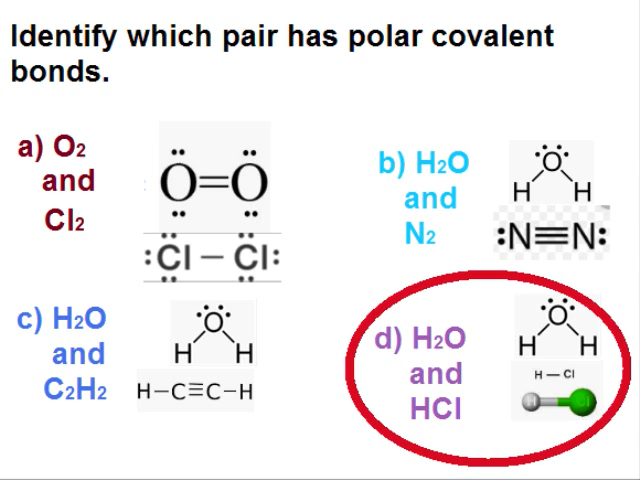 Identify which pair has polar covalent
bonds.
a) O2
and
Cl2
:Ö=Ö:
:Cl – Cl:
b) H2O
and
N2
O
H H
:N≡N:
c) H2O
and
C2H2
O
H H
H–C≡C–H
d) H2O
and
HCl
O
H H
H — Cl